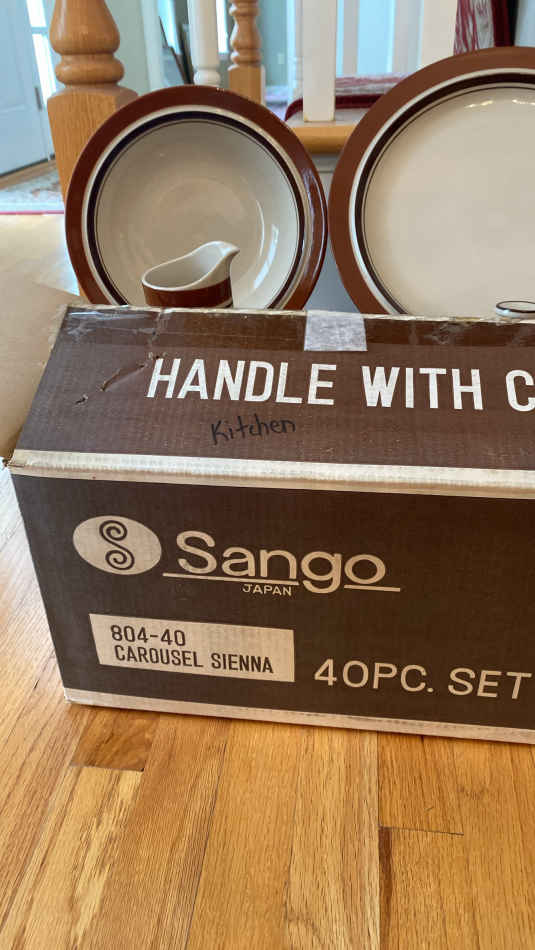 HANDLE WITH C
Kitchen
S Sango
JAPAN
804-40
CAROUSEL SIENNA
40PC. SET